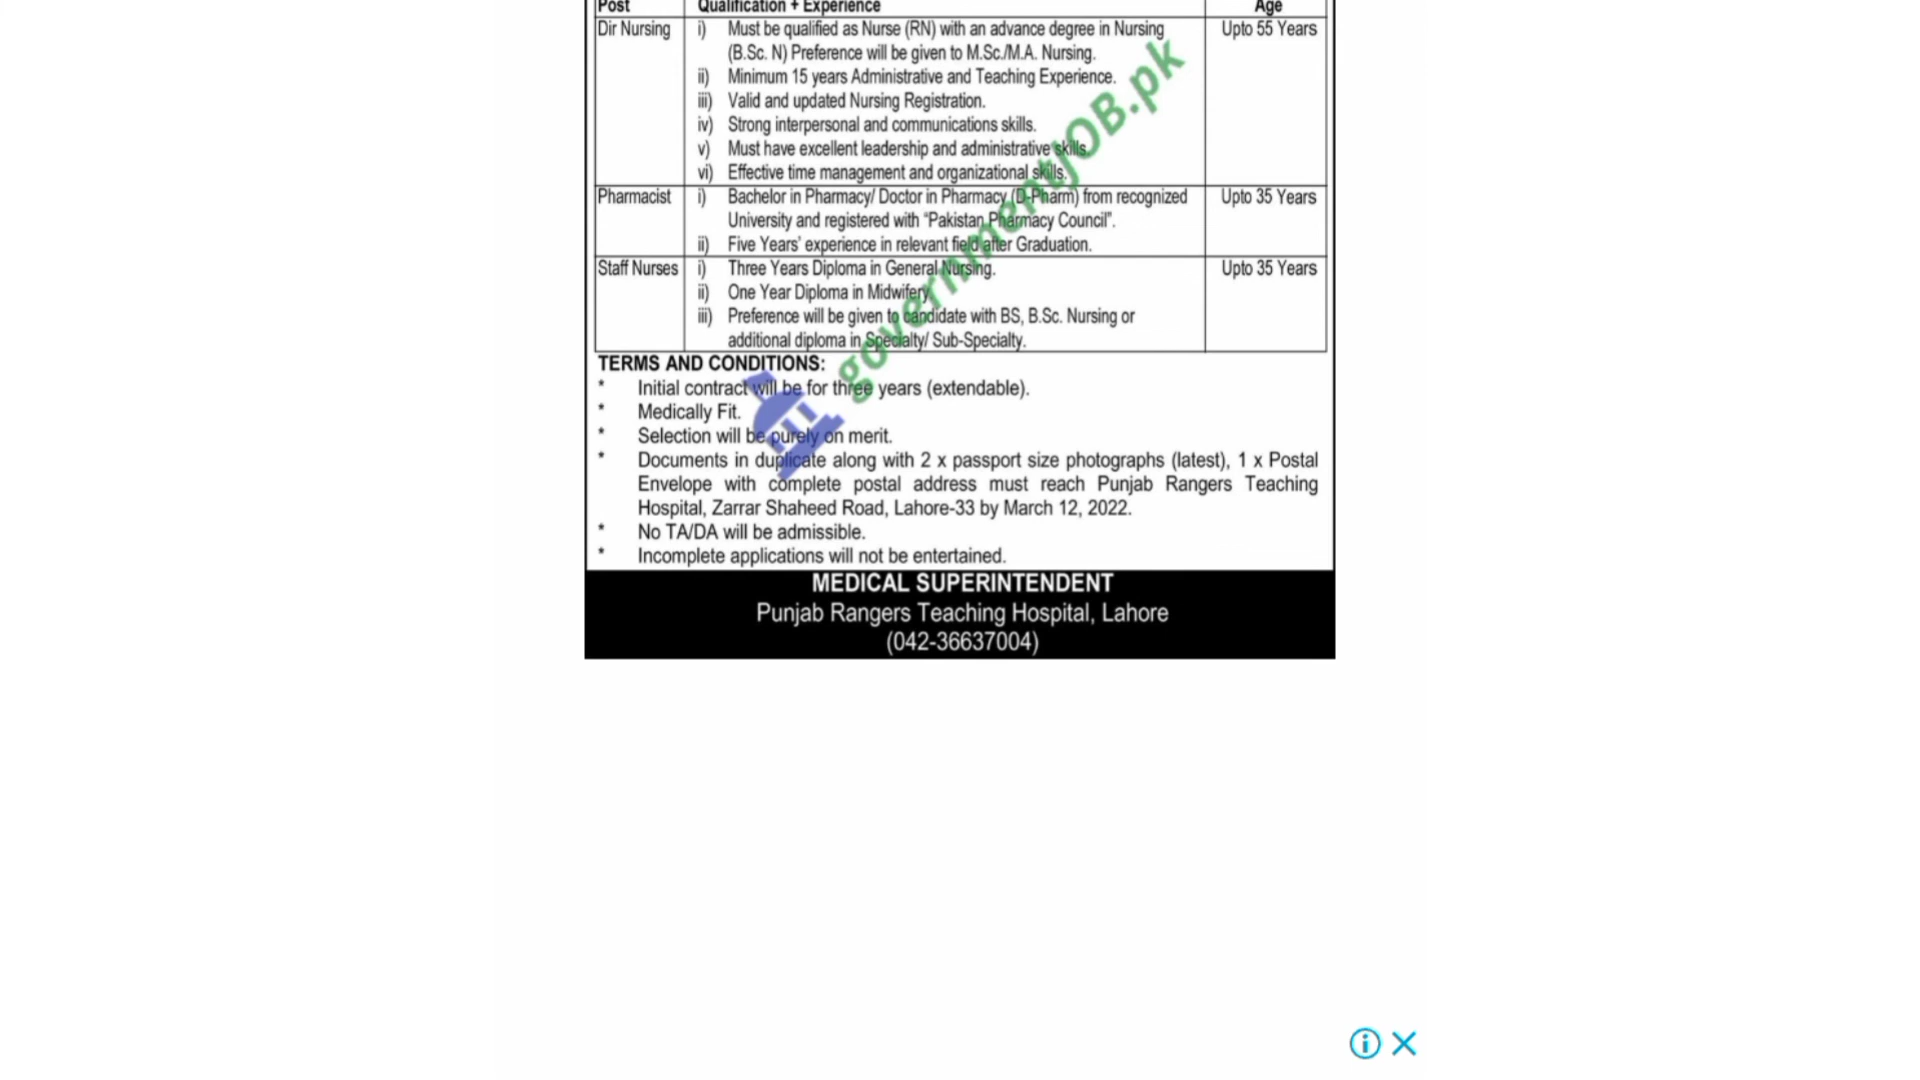 Post Qualification + Experience Age
Dir Nursing i) Must be qualified as Nurse (RN) with an advance degree in Nursing Upto 55 Years
(B.Sc. N) Preference will be given to M.Sc./M.A. Nursing.
ii) Minimum 15 years Administrative and Teaching Experience.
iii) Valid and updated Nursing Registration.
iv) Strong interpersonal and communications skills.
v) Must have excellent leadership and administrative skills.
vi) Effective time management and organizational skills.
Pharmacist i) Bachelor in Pharmacy/ Doctor in Pharmacy (D-Pharm) from recognized Upto 35 Years
University and registered with “Pakistan Pharmacy Council”.
ii) Five Years’ experience in relevant field after Graduation.
Staff Nurses i) Three Years Diploma in General Nursing. Upto 35 Years
ii) One Year Diploma in Midwifery.
iii) Preference will be given to candidate with BS, B.Sc. Nursing or
additional diploma in Specialty/ Sub-Specialty.
governmentJOB.pk
TERMS AND CONDITIONS:
* Initial contract will be for three years (extendable).
* Medically Fit.
* Selection will be purely on merit.
* Documents in duplicate along with 2 x passport size photographs (latest), 1 x Postal
Envelope with complete postal address must reach Punjab Rangers Teaching
Hospital, Zarrar Shaheed Road, Lahore-33 by March 12, 2022.
* No TA/DA will be admissible.
* Incomplete applications will not be entertained.
MEDICAL SUPERINTENDENT
Punjab Rangers Teaching Hospital, Lahore
(042-36637004)